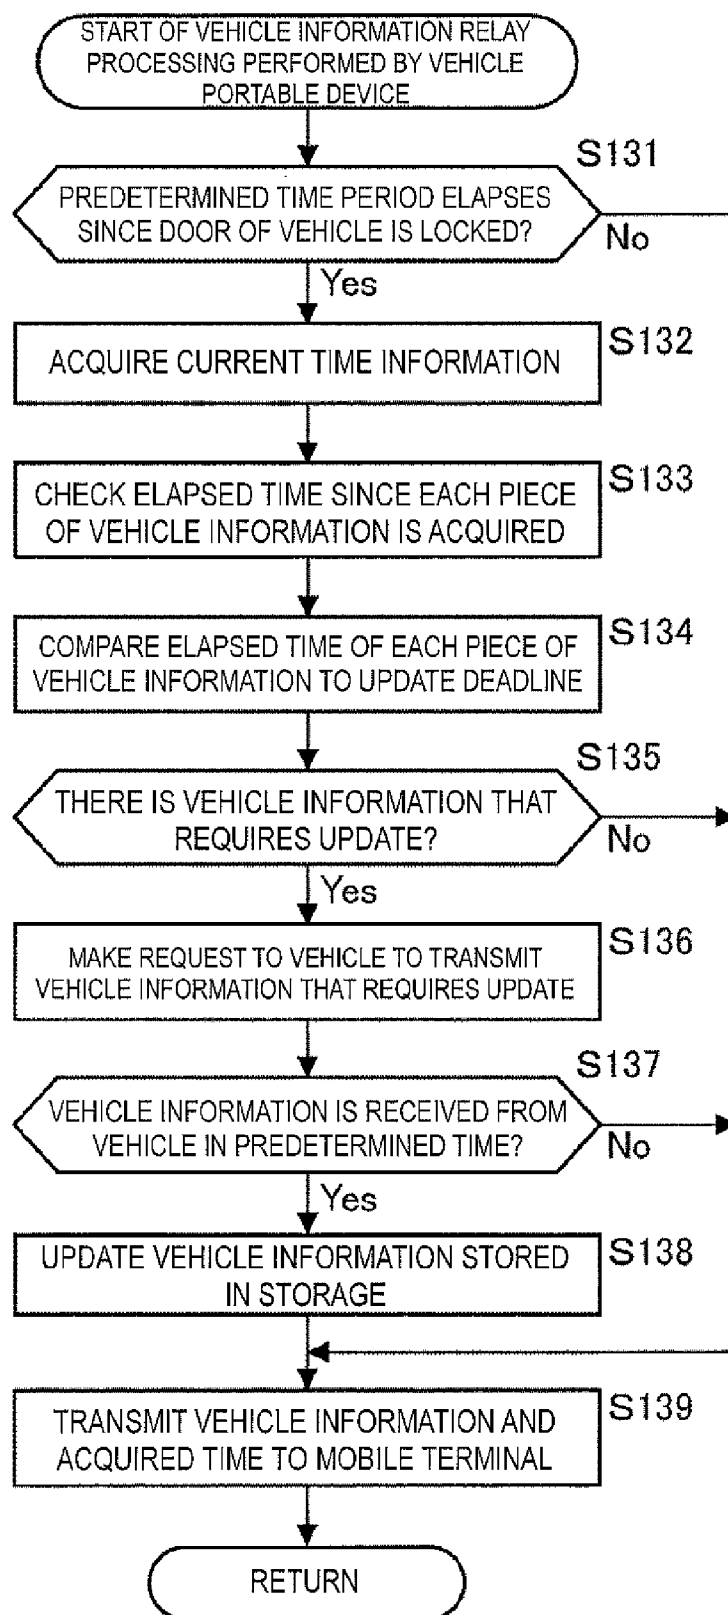 START OF VEHICLE INFORMATION RELAY
PROCESSING PERFORMED BY VEHICLE
PORTABLE DEVICE
S131
PREDETERMINED TIME PERIOD ELAPSES
SINCE DOOR OF VEHICLE IS LOCKED?
No
Yes
S132
ACQUIRE CURRENT TIME INFORMATION
S133
CHECK ELAPSED TIME SINCE EACH PIECE
OF VEHICLE INFORMATION IS ACQUIRED
S134
COMPARE ELAPSED TIME OF EACH PIECE OF
VEHICLE INFORMATION TO UPDATE DEADLINE
S135
THERE IS VEHICLE INFORMATION THAT
REQUIRES UPDATE?
No
Yes
S136
MAKE REQUEST TO VEHICLE TO TRANSMIT
VEHICLE INFORMATION THAT REQUIRES UPDATE
S137
VEHICLE INFORMATION IS RECEIVED FROM
VEHICLE IN PREDETERMINED TIME?
No
Yes
S138
UPDATE VEHICLE INFORMATION STORED
IN STORAGE
S139
TRANSMIT VEHICLE INFORMATION AND
ACQUIRED TIME TO MOBILE TERMINAL
RETURN